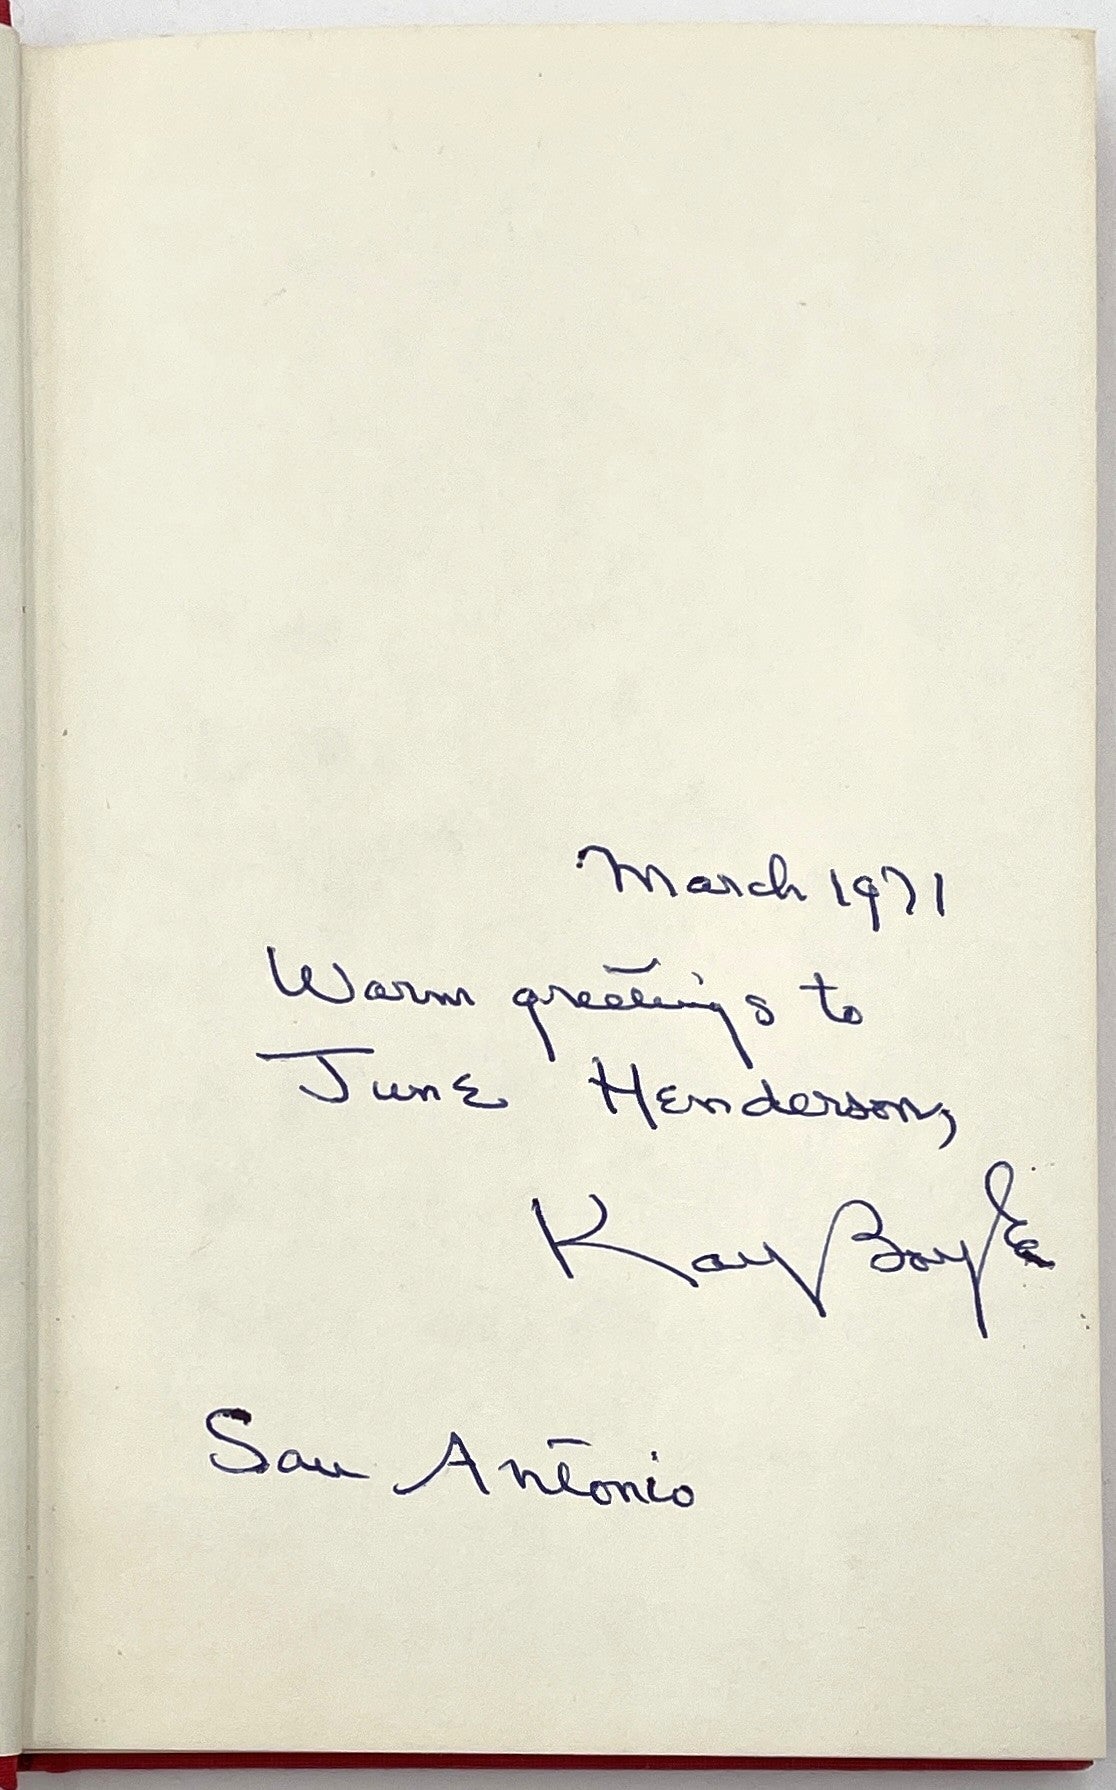 March 1971
Warm greetings to
June Henderson,
Kay Boyle
San Antonio